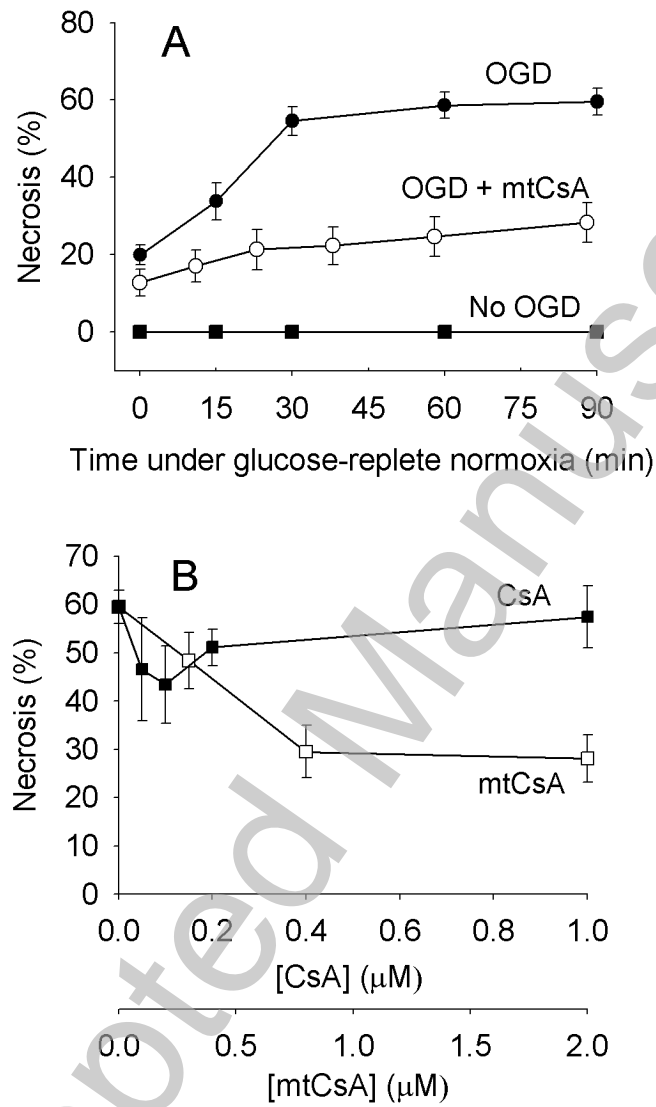 A
80
60
40
20
0
Necrosis (%)
OGD
OGD + mtCsA
No OGD
0 15 30 45 60 75 90
Time under glucose-replete normoxia (min)
B
70
60
50
40
30
20
10
0
Necrosis (%)
CsA
mtCsA
0.0 0.2 0.4 0.6 0.8 1.0
[CsA] (μM)
0.0 0.5 1.0 1.5 2.0
[mtCsA] (μM)
pted Manus